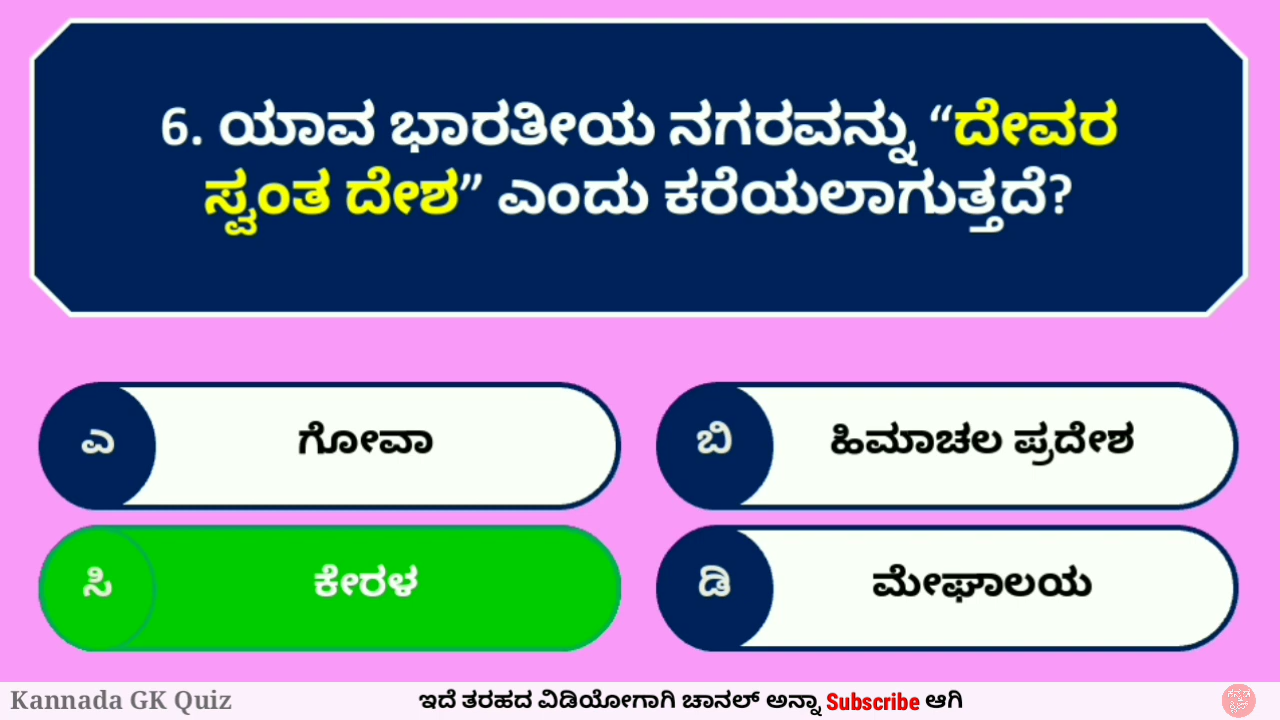 6. ಯಾವ ಭಾರತೀಯ ನಗರವನ್ನು “ದೇವರ
ಸ್ವಂತ ದೇಶ” ಎಂದು ಕರೆಯಲಾಗುತ್ತದೆ?
ಎ ಗೋವಾ
ಬಿ ಹಿಮಾಚಲ ಪ್ರದೇಶ
ಸಿ ಕೇರಳ
ಡಿ ಮೇಘಾಲಯ
Kannada GK Quiz
ಇದೆ ತರಹದ ವಿಡಿಯೋಗಾಗಿ ಚಾನಲ್ ಅನ್ನಾ Subscribe ಆಗಿ